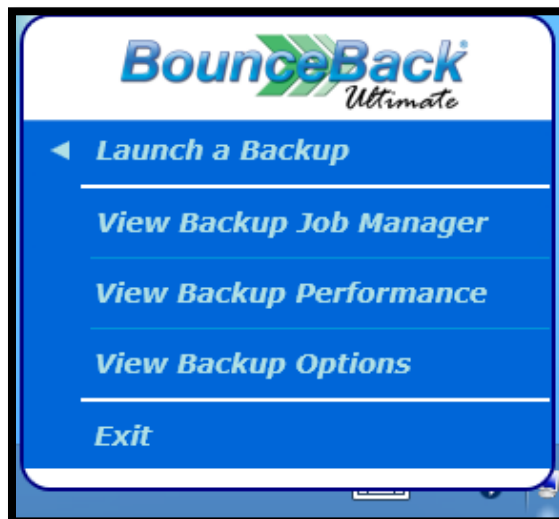 BounceBack®
Ultimate
Launch a Backup
View Backup Job Manager
View Backup Performance
View Backup Options
Exit